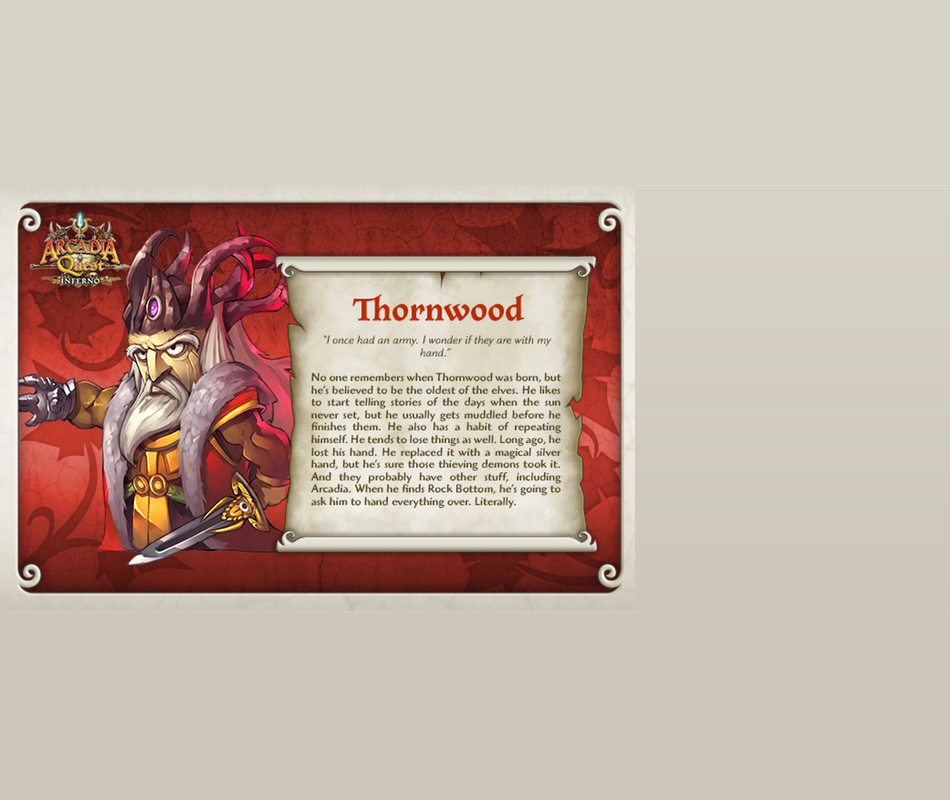 ARCADIA
Quest
INFERNO
Thornwood
"I once had an army. I wonder if they are with my
hand."
No one remembers when Thornwood was born, but
he's believed to be the oldest of the elves. He likes
to start telling stories of the days when the sun
never set, but he usually gets muddled before he
finishes them. He also has a habit of repeating
himself. He tends to lose things as well. Long ago, he
lost his hand. He replaced it with a magical silver
hand, but he's sure those thieving demons took it.
And they probably have other stuff, including
Arcadia. When he finds Rock Bottom, he's going to
ask him to hand everything over. Literally.